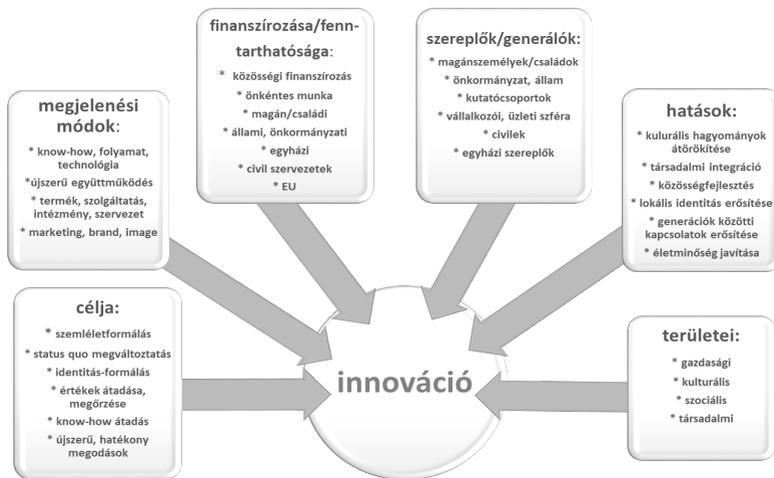 megjelenési
módok:
* know-how, folyamat,
technológia
*újszerű együttműködés
* termék, szolgáltatás,
intézmény, szervezet
* marketing, brand, image
finanszírozása/fenn-
tarthatósága:
* közösségi finanszírozás
* önkéntes munka
* magán/családi
* állami, önkormányzati
* egyházi
* civil szervezetek
* EU
szereplők/generálók:
* magánszemélyek/családok
* önkormányzat, állam
* kutatócsoportok
* vállalkozói, üzleti szféra
* civilek
* egyházi szereplők
hatások:
* kulurális hagyományok
átörökítése
* társadalmi integráció
* közösségfejlesztés
* lokális identitás erősítése
* generációk közötti
kapcsolatok erősítése
* életminőség javítása
célja:
* szemléletformálás
* status quo megváltoztatás
* identitás-formálás
* értékek átadása,
megőrzése
* know-how átadás
* újszerű, hatékony
megodások
innováció
területei:
* gazdasági
* kulturális
* szociális
* társadalmi